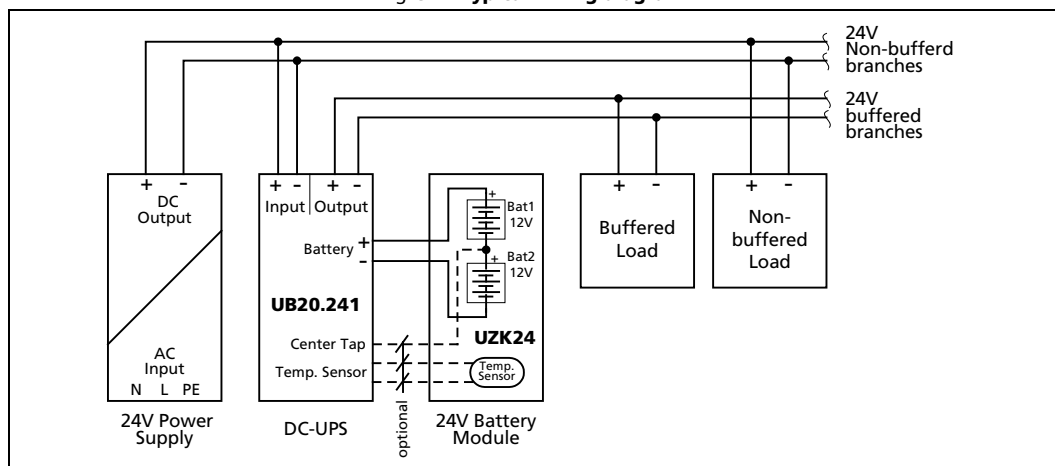 24V
Non-bufferd
branches
24V
buffered
branches
+ -
DC
Output
AC
Input
N L PE
24V Power
Supply
+ - + -
Input Output
Battery +
-
UB20.241
Center Tap
Temp. Sensor
DC-UPS
optional
+
Bat1
12V
+
Bat2
12V
UZK24
Temp.
Sensor
24V Battery
Module
+ -
Buffered
Load
+ -
Non-
buffered
Load